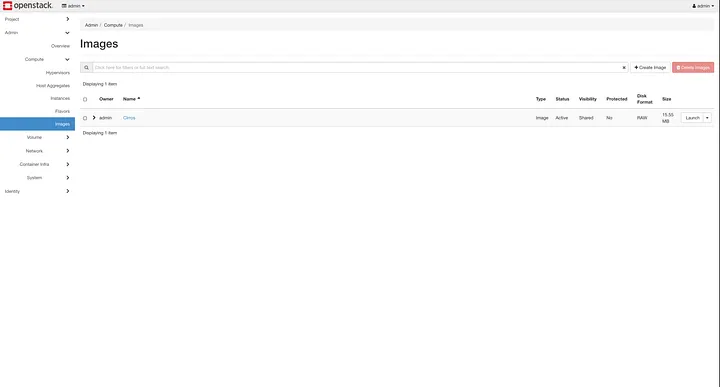 openstack.
admin
admin
Project
Admin
Overview
Compute
Hypervisors
Host Aggregates
Instances
Flavors
Images
Volume
Network
Container Infra
System
Identity
Admin / Compute / Images
Images
Click here for filters or full text search.
Create Image
Delete Images
Displaying 1 item
Owner Name Type Status Visibility Protected Disk Format Size
admin Cirros Image Active Shared No RAW 15.55 MB Launch
Displaying 1 item